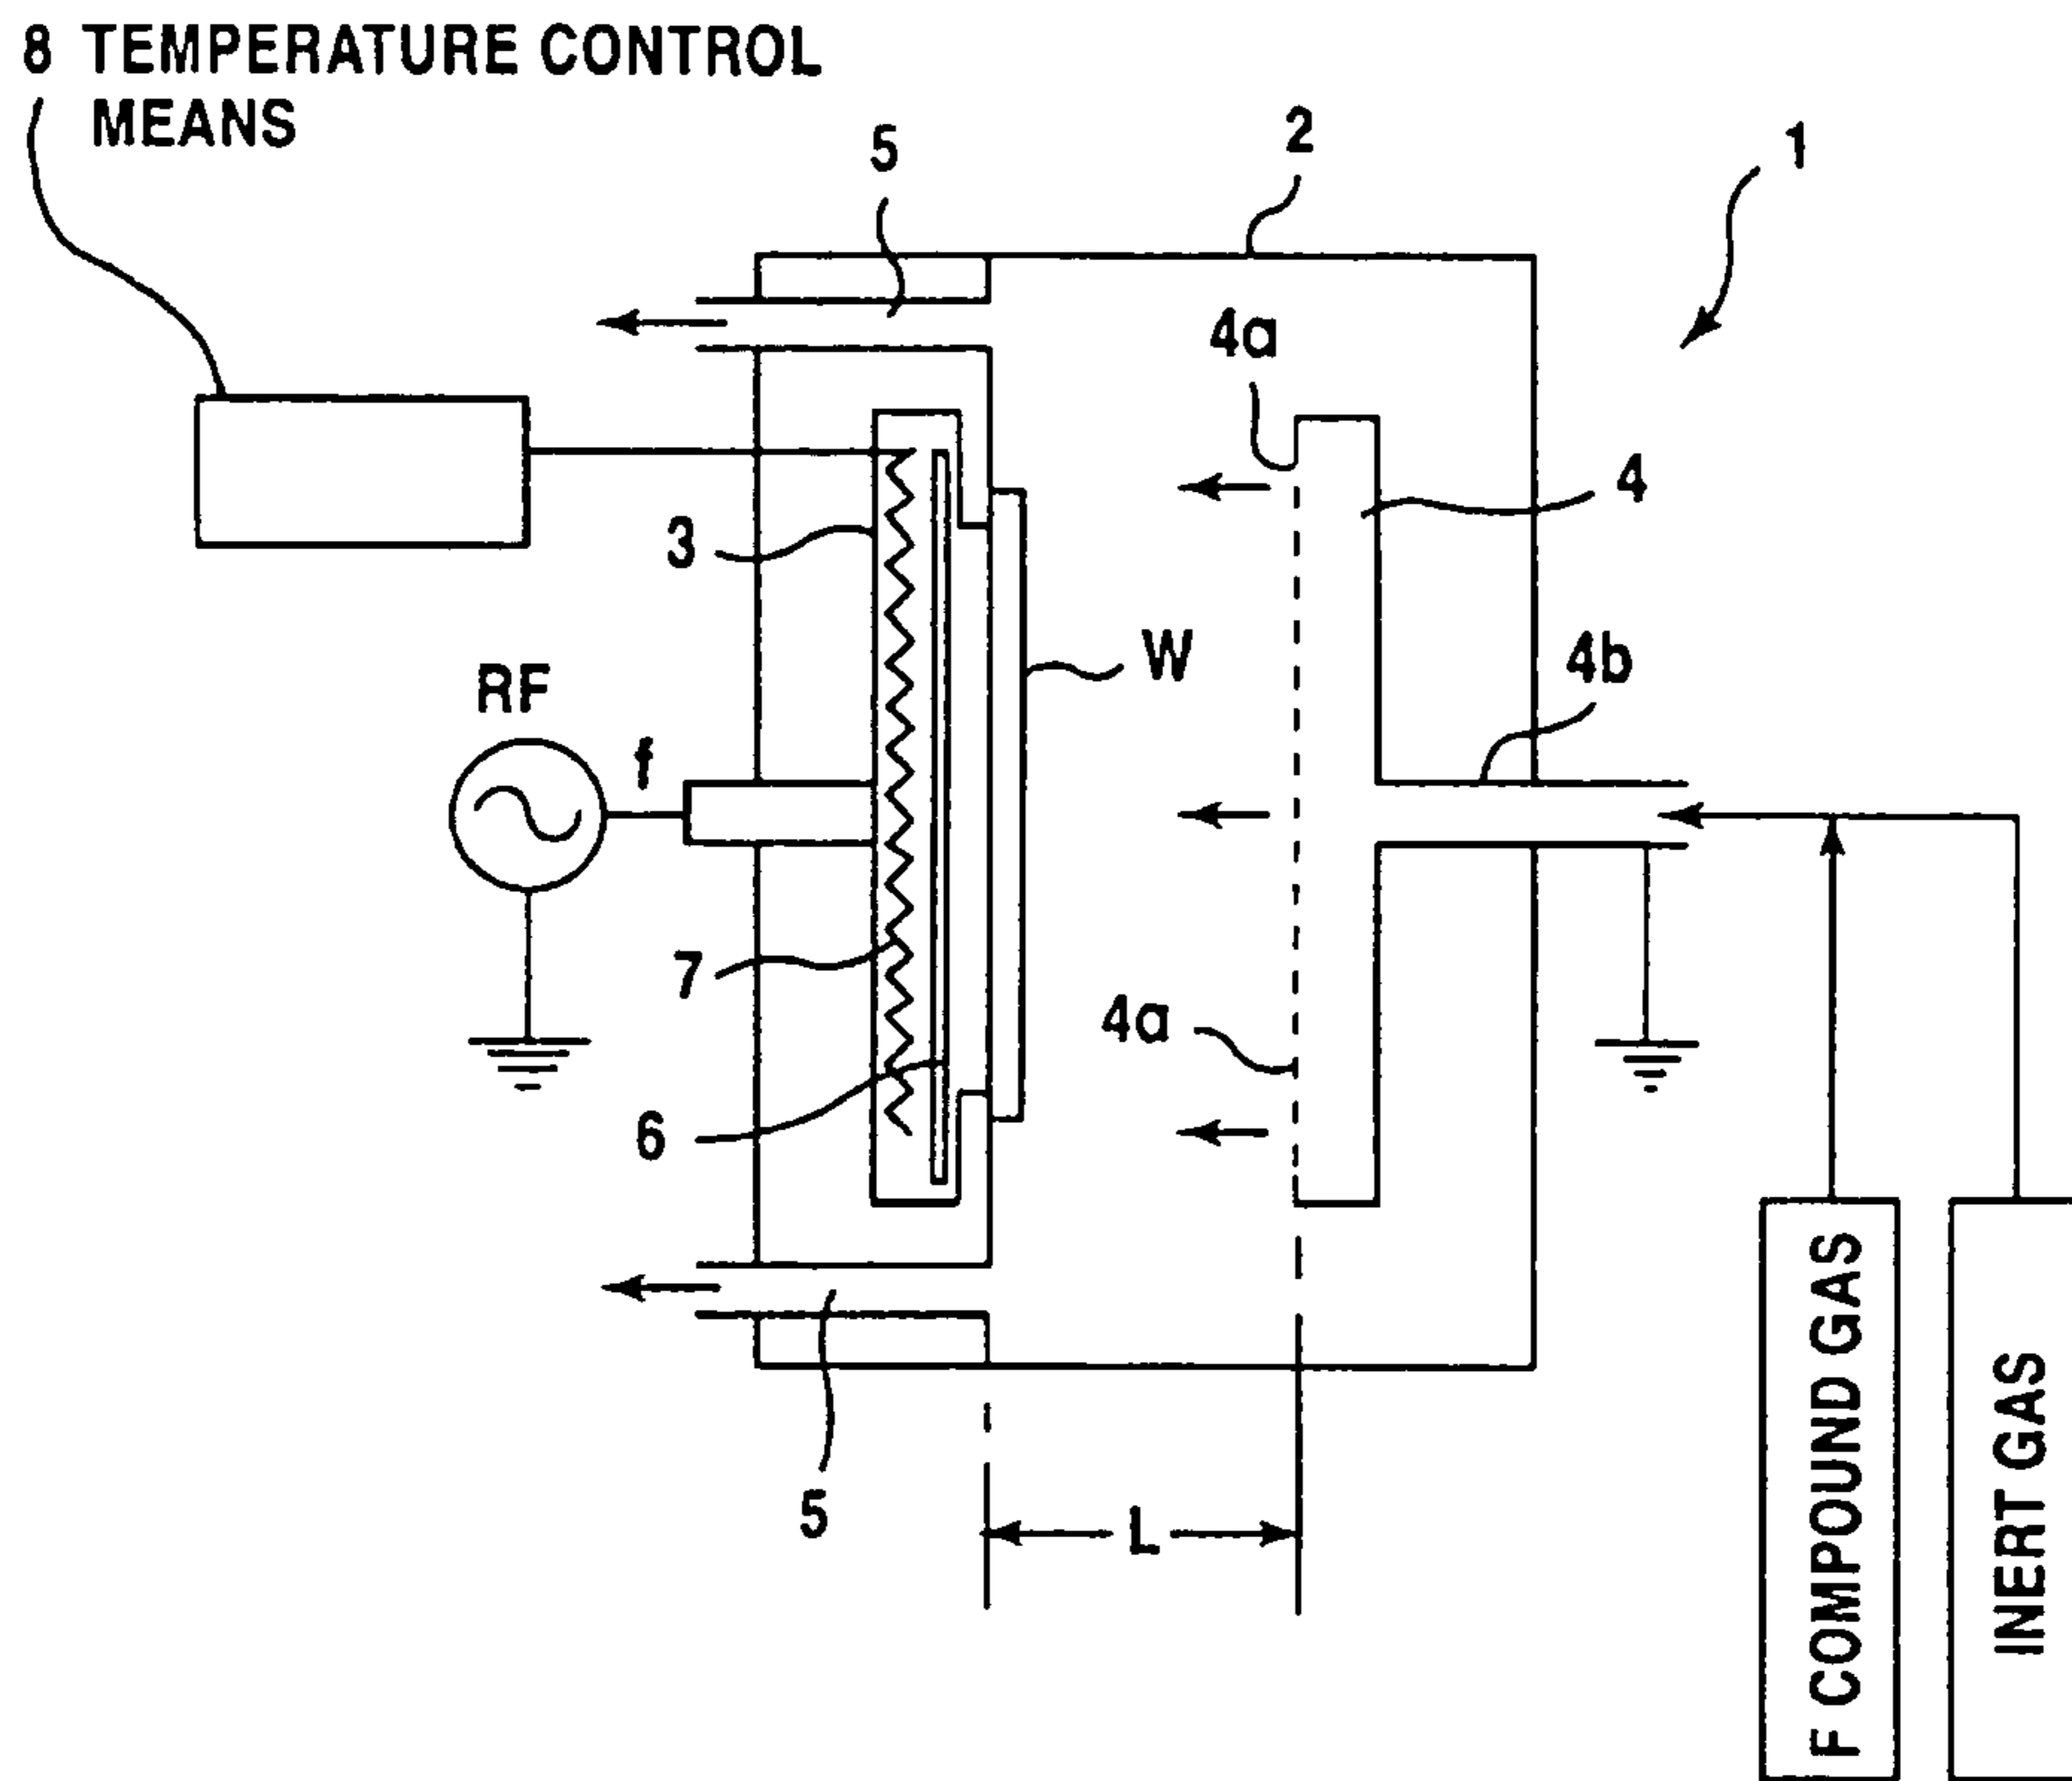 8 TEMPERATURE CONTROL
MEANS
5
2
1
4a
4
3
W
4b
RF
f
7
4a
6
5
L
F COMPOUND GAS
INERT GAS